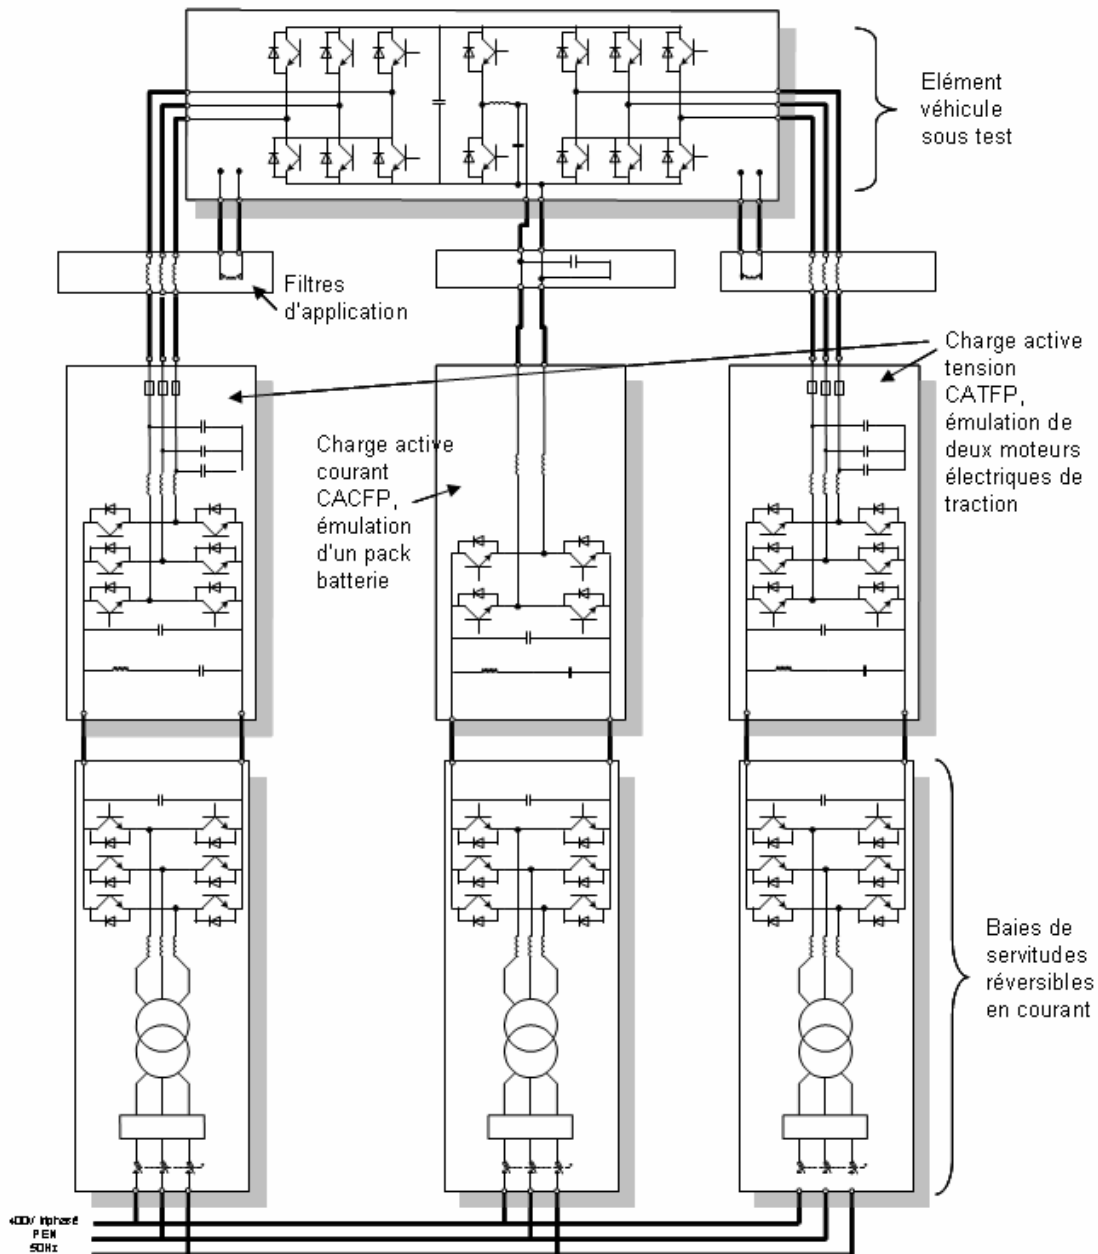 Elément
véhicule
sous test
Filtres
d'application
Charge active
tension
CATFP,
émulation de
deux moteurs
électriques de
traction
Charge active
courant
CACFP,
émulation
d'un pack
batterie
Baies de
servitudes
réversibles
en courant
PEN
50Hz